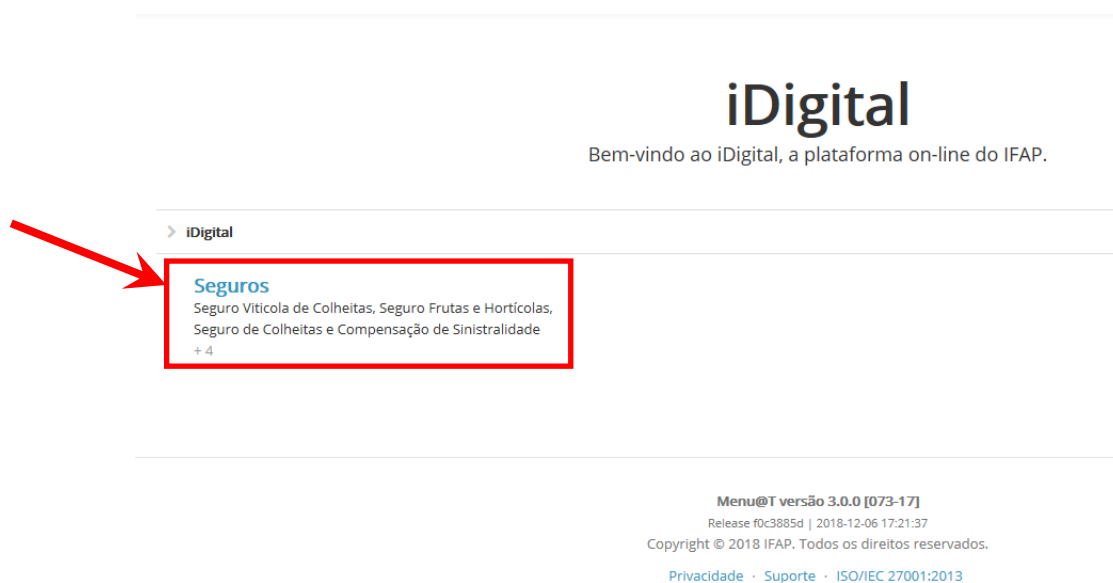 iDigital
Bem-vindo ao iDigital, a plataforma on-line do IFAP.
iDigital
Seguros
Seguro Viticola de Colheitas, Seguro Frutas e Hortícolas,
Seguro de Colheitas e Compensação de Sinistralidade
+ 4
Menu@T versão 3.0.0 [073-17]
Release f0c3885d | 2018-12-06 17:21:37
Copyright © 2018 IFAP. Todos os direitos reservados.
Privacidade · Suporte · ISO/IEC 27001:2013